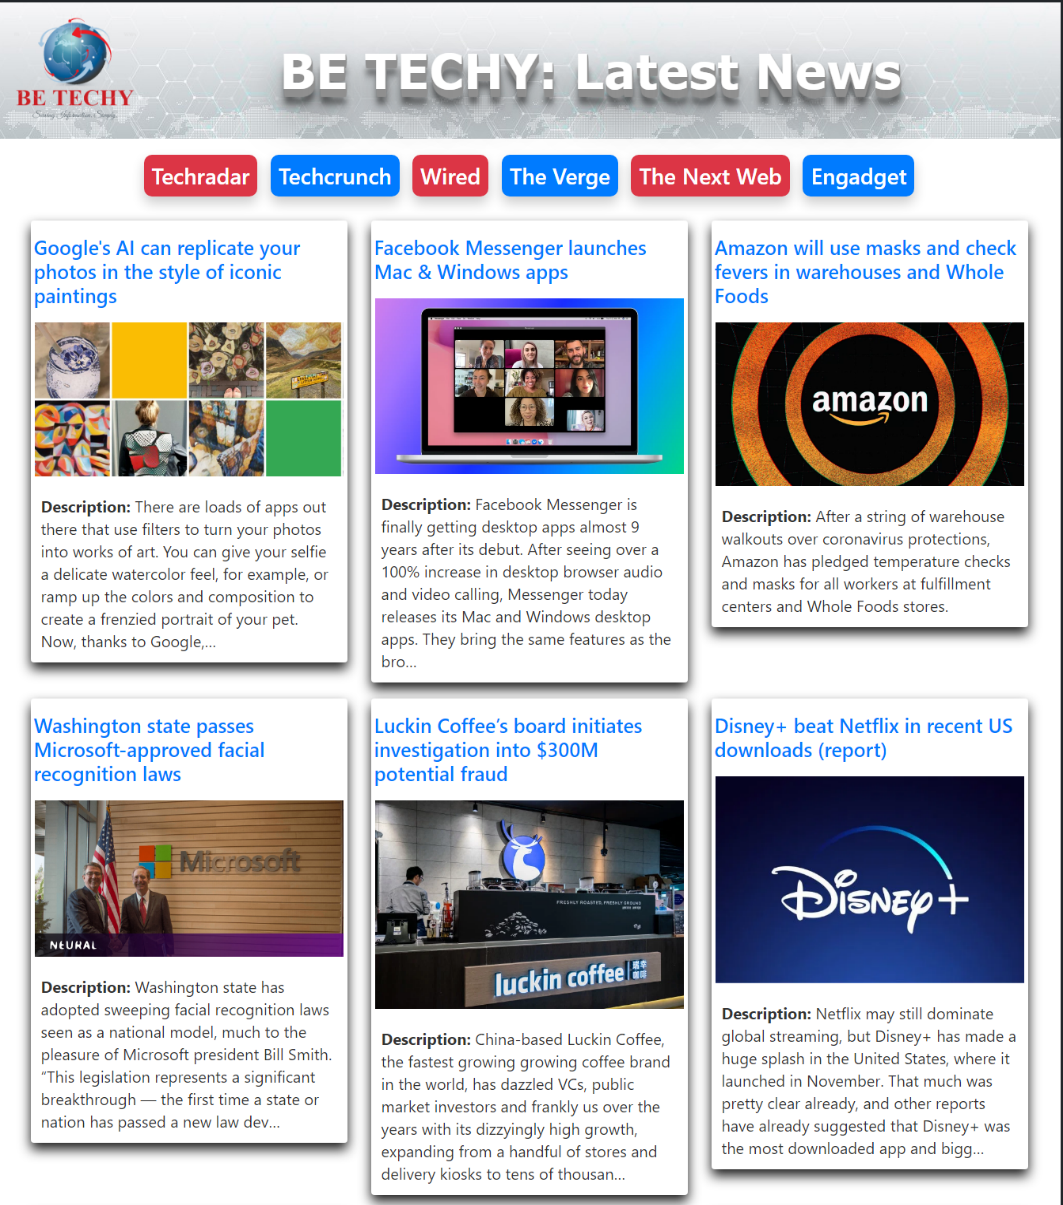 BE TECHY
BE TECHY: Latest News
Techradar
Techcrunch
Wired
The Verge
The Next Web
Engadget
Google's AI can replicate your
photos in the style of iconic
paintings
Description: There are loads of apps out
there that use filters to turn your photos
into works of art. You can give your selfie
a delicate watercolor feel, for example, or
ramp up the colors and composition to
create a frenzied portrait of your pet.
Now, thanks to Google,...
Facebook Messenger launches
Mac & Windows apps
Description: Facebook Messenger is
finally getting desktop apps almost 9
years after its debut. After seeing over a
100% increase in desktop browser audio
and video calling, Messenger today
releases its Mac and Windows desktop
apps. They bring the same features as the
bro...
Amazon will use masks and check
fevers in warehouses and Whole
Foods
amazon
Description: After a string of warehouse
walkouts over coronavirus protections,
Amazon has pledged temperature checks
and masks for all workers at fulfillment
centers and Whole Foods stores.
Washington state passes
Microsoft-approved facial
recognition laws
Microsoft
NEURAL
Description: Washington state has
adopted sweeping facial recognition laws
seen as a national model, much to the
pleasure of Microsoft president Bill Smith.
“This legislation represents a significant
breakthrough — the first time a state or
nation has passed a new law dev...
Luckin Coffee’s board initiates
investigation into $300M
potential fraud
FRESHLY ROASTED, FRESHLY GROUND
luckin coffee
瑞幸
咖啡
Description: China-based Luckin Coffee,
the fastest growing growing coffee brand
in the world, has dazzled VCs, public
market investors and frankly us over the
years with its dizzyingly high growth,
expanding from a handful of stores and
delivery kiosks to tens of thousan...
Disney+ beat Netflix in recent US
downloads (report)
Disney+
Description: Netflix may still dominate
global streaming, but Disney+ has made a
huge splash in the United States, where it
launched in November. That much was
pretty clear already, and other reports
have already suggested that Disney+ was
the most downloaded app and bigg...